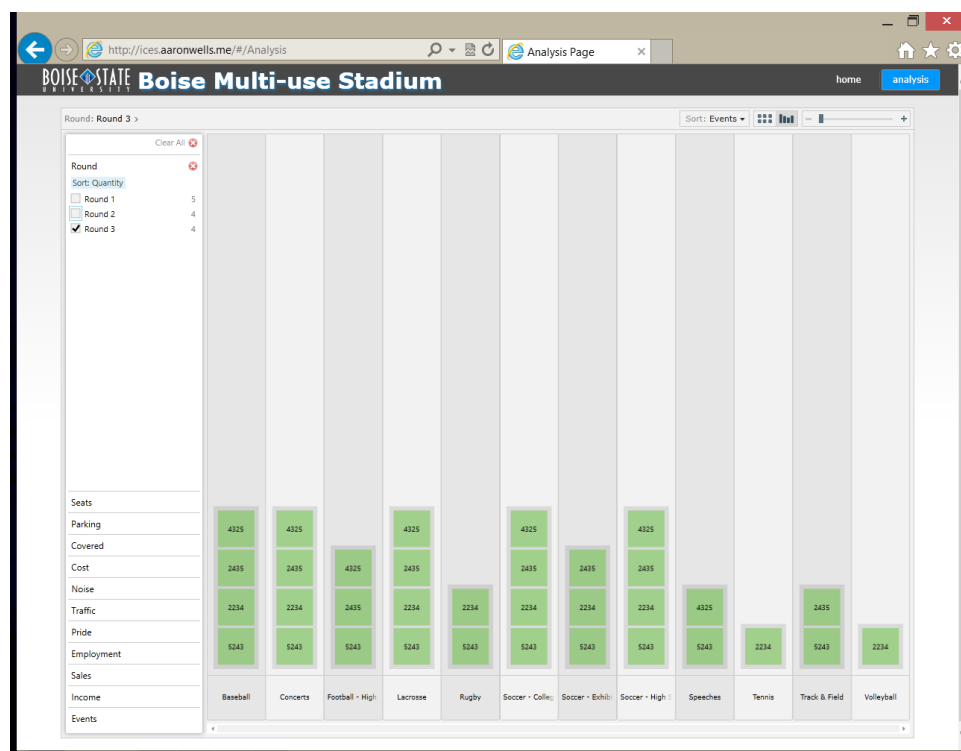 http://ices.aaronwells.me/#/Analysis
Analysis Page
BOISE STATE
UNIVERSITY
Boise Multi-use Stadium
home
analysis
Round: Round 3 >
Sort: Events
Clear All
Round
Sort: Quantity
Round 1 5
Round 2 4
Round 3 4
Seats
Parking
Covered
Cost
Noise
Traffic
Pride
Employment
Sales
Income
Events
4325 4325 4325 4325 4325
2435 2435 4325 2435 2435 2435 2435
2234 2234 2435 2234 2234 2234 2234 2234 4325 2435
5243 5243 5243 5243 5243 5243 5243 5243 5243 2234 5243 2234
Baseball Concerts Football - High Lacrosse Rugby Soccer - Colleg Soccer - Exhibi Soccer - High S Speeches Tennis Track & Field Volleyball